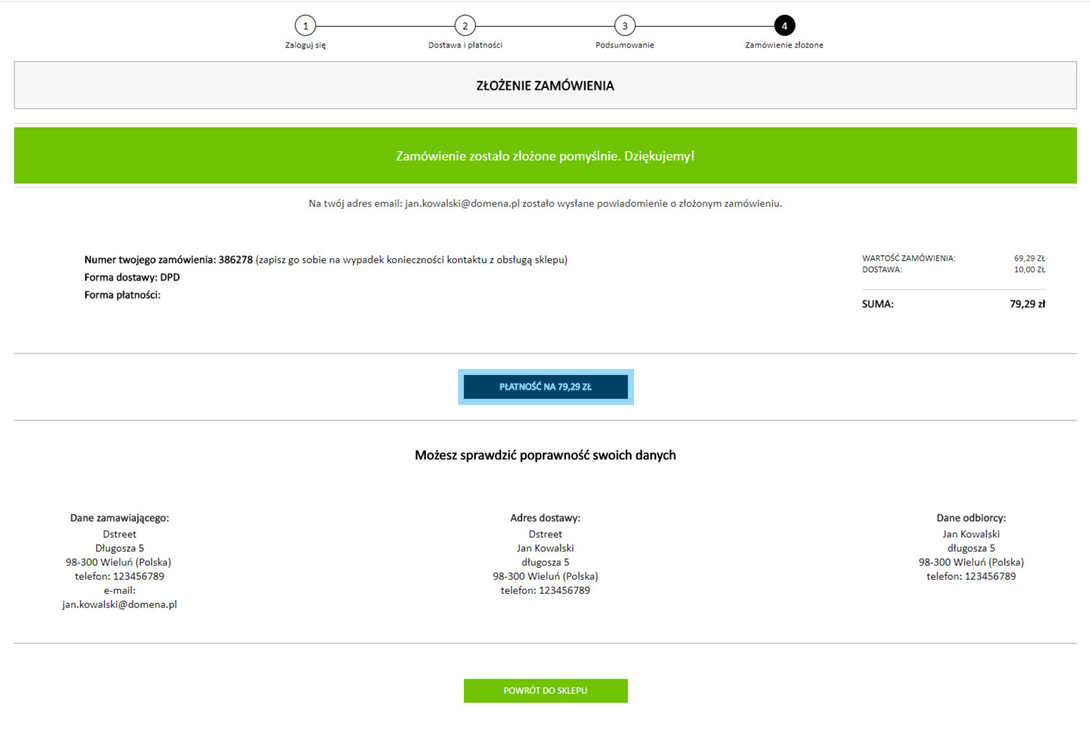 1
2
3
4
Zaloguj się
Dostawa i płatności
Podsumowanie
Zamówienie złożone
ZŁOŻENIE ZAMÓWIENIA
Zamówienie zostało złożone pomyślnie. Dziękujemy!
Na twój adres email: jan.kowalski@domena.pl zostało wysłane powiadomienie o złożonym zamówieniu.
Numer twojego zamówienia: 386278 (zapisz go sobie na wypadek konieczności kontaktu z obsługą sklepu)
Forma dostawy: DPD
Forma płatności:
WARTOŚĆ ZAMÓWIENIA: 69,29 ZŁ
DOSTAWA: 10,00 ZŁ
SUMA: 79,29 zł
PŁATNOŚĆ NA 79,29 ZŁ
Możesz sprawdzić poprawność swoich danych
Dane zamawiającego:
Dstreet
Długosza 5
98-300 Wieluń (Polska)
telefon: 123456789
e-mail:
jan.kowalski@domena.pl
Adres dostawy:
Dstreet
Jan Kowalski
długosza 5
98-300 Wieluń (Polska)
telefon: 123456789
Dane odbiorcy:
Jan Kowalski
długosza 5
98-300 Wieluń (Polska)
telefon: 123456789
POWRÓT DO SKLEPU